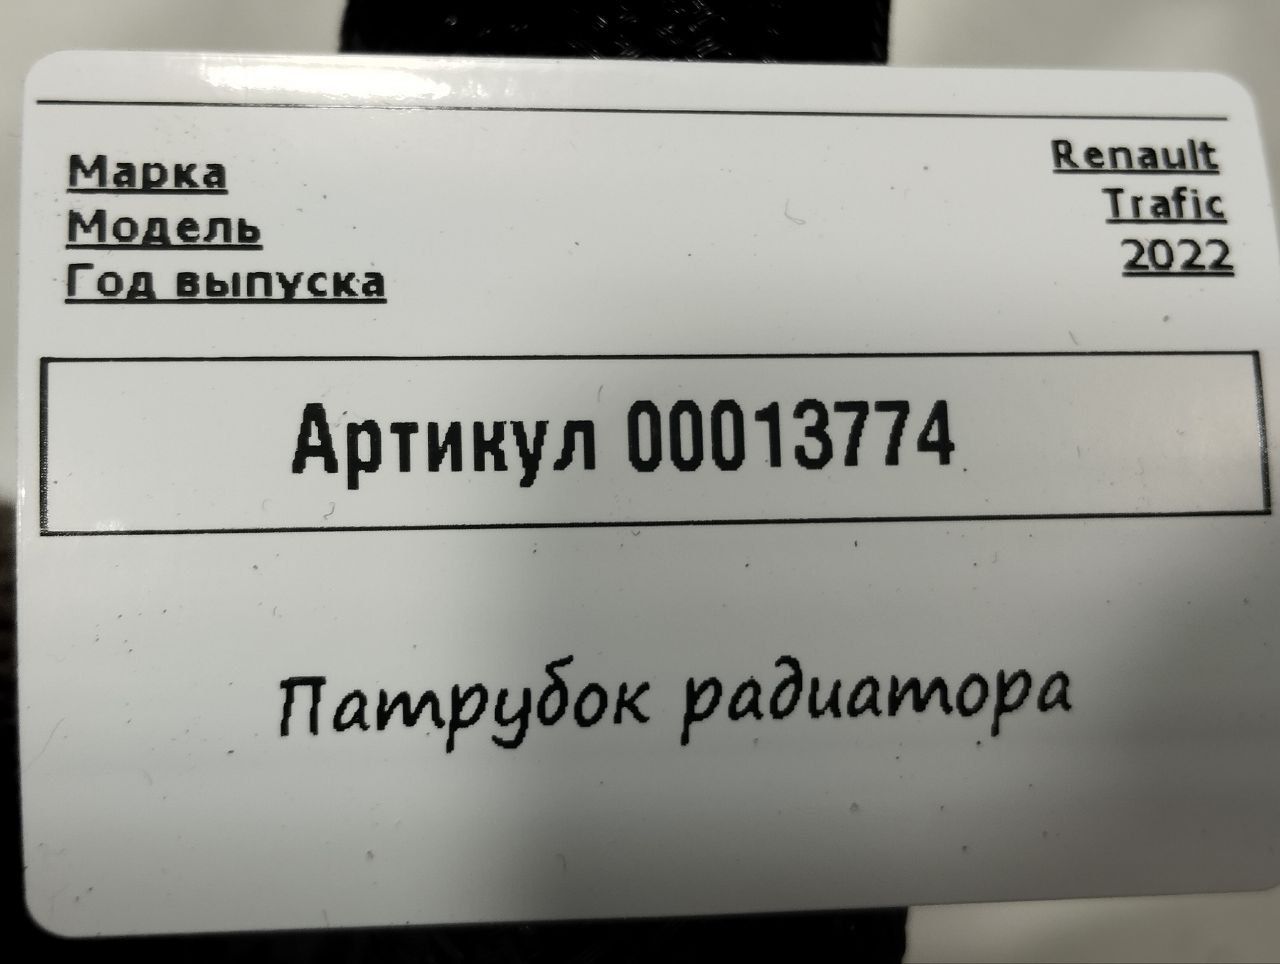 Марка Renault
Модель Trafic
Год выпуска 2022
Артикул 00013774
Патрубок радиатора